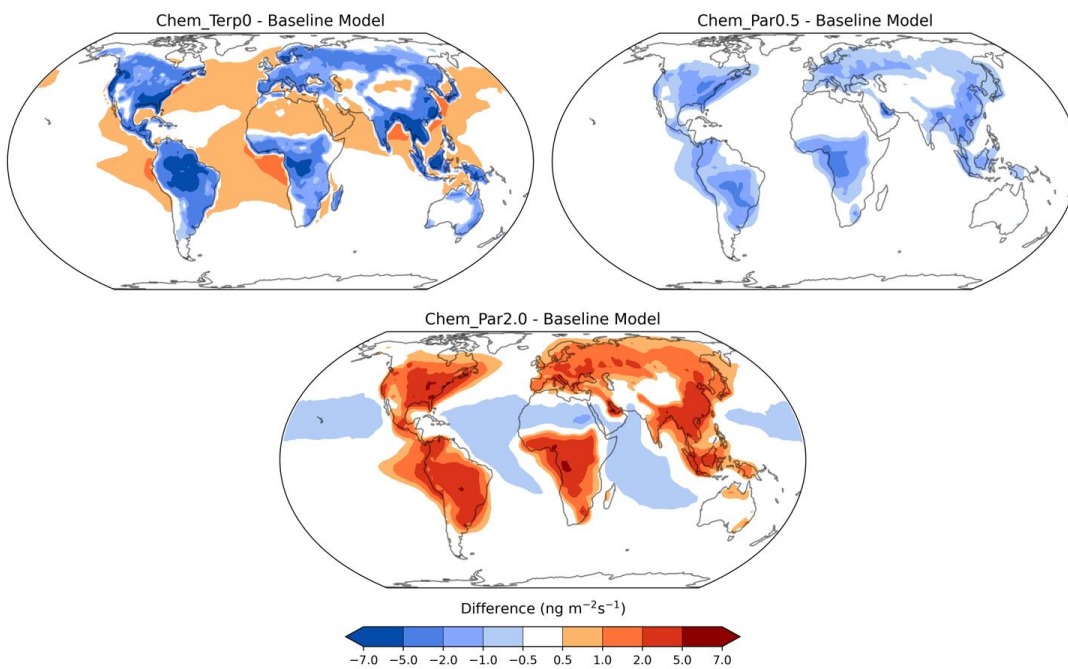 Chem_Terp0 - Baseline Model
Chem_Par0.5 - Baseline Model
Chem_Par2.0 - Baseline Model
Difference (ng m⁻²s⁻¹)
−7.0 −5.0 −2.0 −1.0 −0.5 0.5 1.0 2.0 5.0 7.0